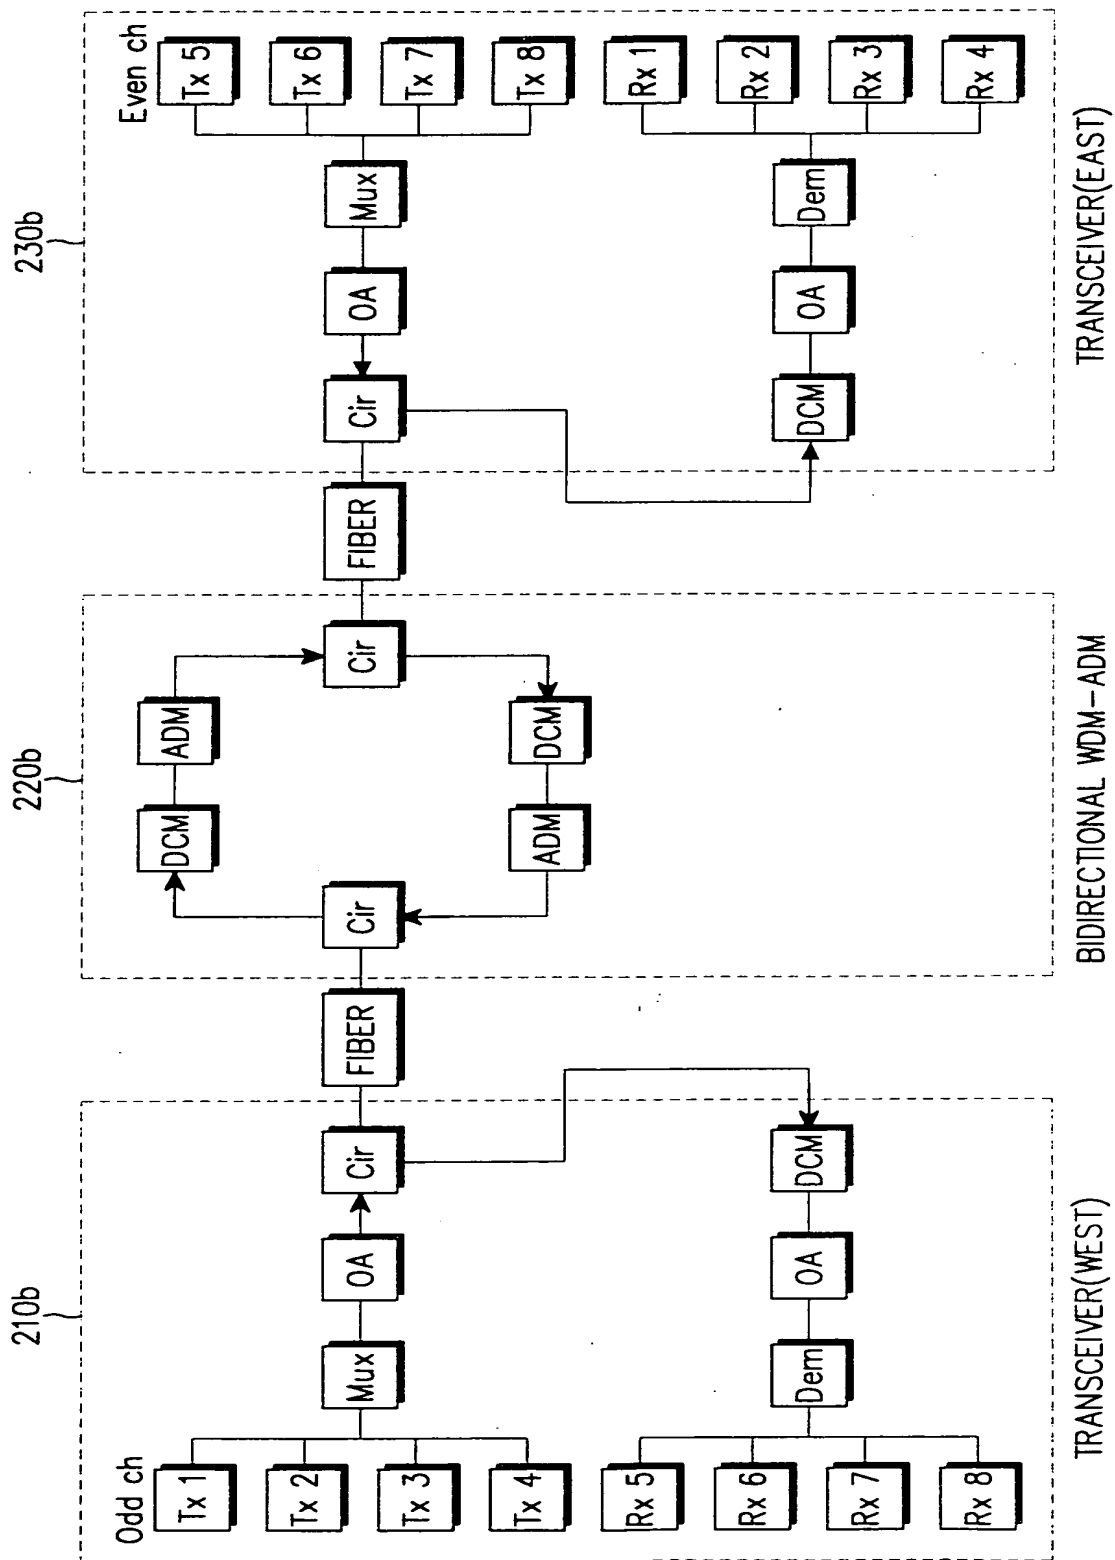 210b
220b
230b
Odd ch
Even ch
Tx 1
Tx 2
Tx 3
Tx 4
Mux
OA
Cir
FIBER
Cir
DCM
ADM
Cir
ADM
DCM
FIBER
Cir
OA
Mux
Tx 5
Tx 6
Tx 7
Tx 8
Rx 5
Rx 6
Rx 7
Rx 8
Dem
OA
DCM
DCM
OA
Dem
Rx 1
Rx 2
Rx 3
Rx 4
TRANSCEIVER(WEST)
BIDIRECTIONAL WDM-ADM
TRANSCEIVER(EAST)